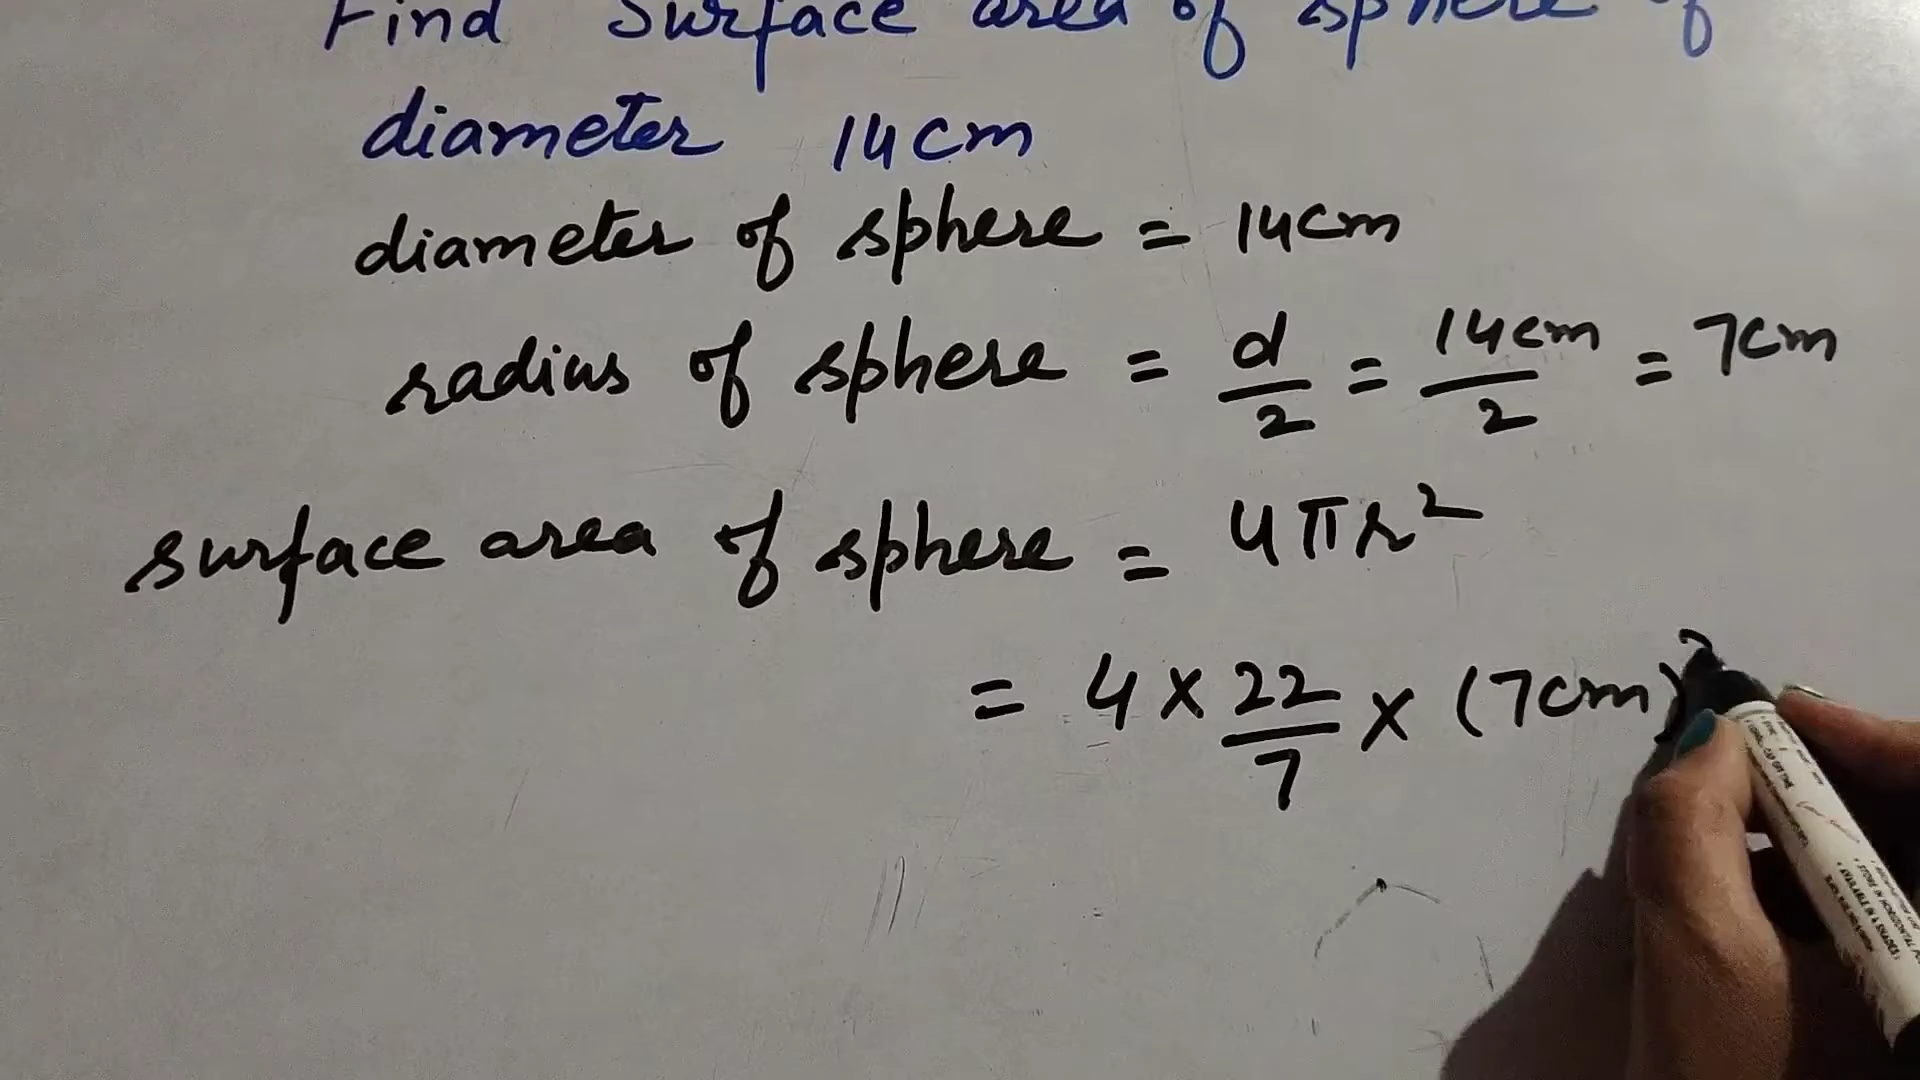 Find Surface area of sphere of
diameter 14cm
diameter of sphere = 14cm
radius of sphere = d/2 = 14cm/2 = 7cm
surface area of sphere = 4πr²
= 4 × 22/7 × (7cm)²